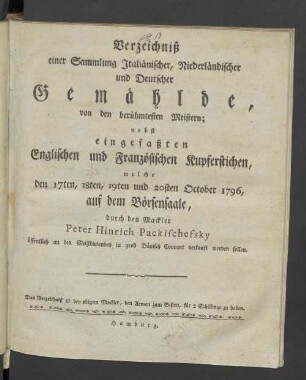 Verzeichniß
einer Sammlung Italiänischer, Niederländischer
und Deutscher
Gemählde,
von den berühmtesten Meistern;
nebst
eingefaßten
Englischen und Französischen Kupferstichen,
welche
den 17ten, 18ten, 19ten und 20sten October 1796,
auf dem Börsensaale,
durch den Mackler
Peter Hinrich Packischefsky
öffentlich an den Meistbietenden in grob Dänisch Courant verkauft werden sollen.
Das Verzeichniß ist bey obigem Mackler, den Armen zum Besten, für 2 Schillinge zu haben.
Hamburg.